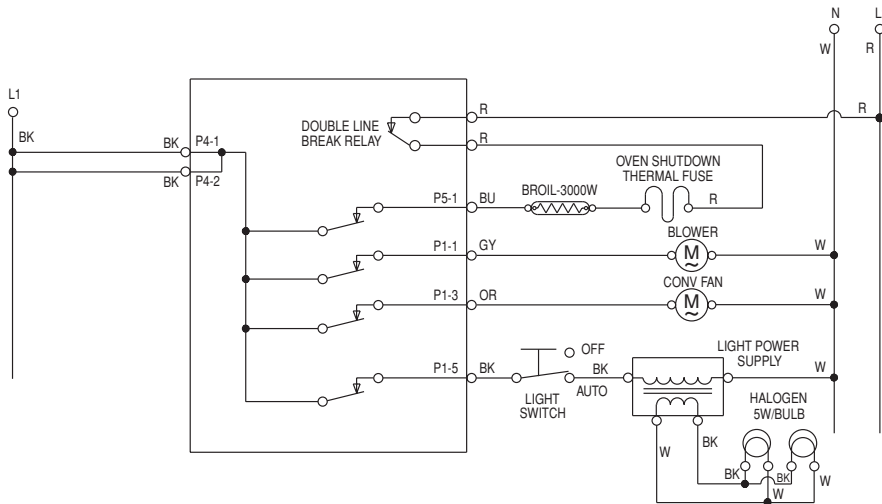 N
L
W
R
L1
BK
R
R
DOUBLE LINE
BREAK RELAY
R
BK
P4-1
BK
P4-2
OVEN SHUTDOWN
THERMAL FUSE
BROIL-3000W
P5-1
BU
R
BLOWER
P1-1
GY
M
~
W
CONV FAN
P1-3
OR
M
~
W
OFF
LIGHT POWER
SUPPLY
P1-5
BK
BK
W
AUTO
LIGHT
SWITCH
HALOGEN
5W/BULB
W
BK
BK
BK
W
W